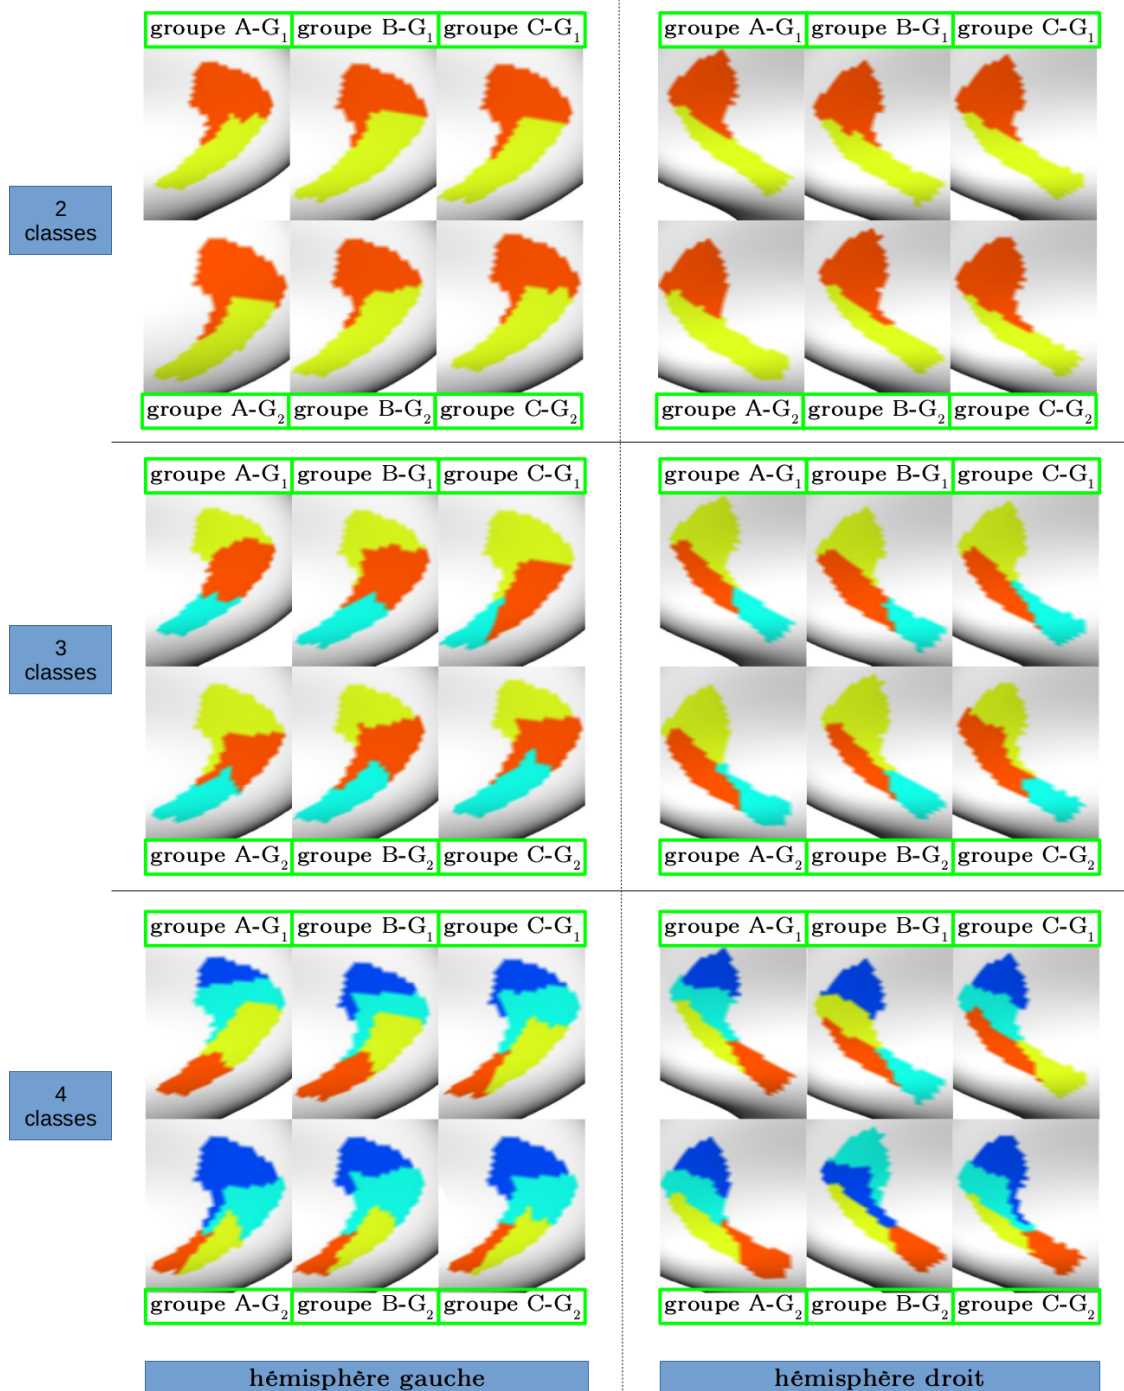 groupe A-G1 groupe B-G1 groupe C-G1 groupe A-G1 groupe B-G1 groupe C-G1
2
classes
groupe A-G2 groupe B-G2 groupe C-G2 groupe A-G2 groupe B-G2 groupe C-G2
groupe A-G1 groupe B-G1 groupe C-G1 groupe A-G1 groupe B-G1 groupe C-G1
3
classes
groupe A-G2 groupe B-G2 groupe C-G2 groupe A-G2 groupe B-G2 groupe C-G2
groupe A-G1 groupe B-G1 groupe C-G1 groupe A-G1 groupe B-G1 groupe C-G1
4
classes
groupe A-G2 groupe B-G2 groupe C-G2 groupe A-G2 groupe B-G2 groupe C-G2
hémisphère gauche hémisphère droit